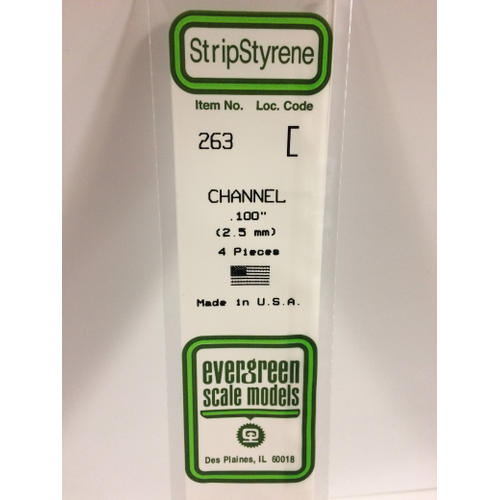 StripStyrene
Item No. Loc. Code
263 [
CHANNEL
.100"
(2.5 mm)
4 Pieces
Made in U.S.A.
evergreen
scale models
Des Plaines, IL 60018